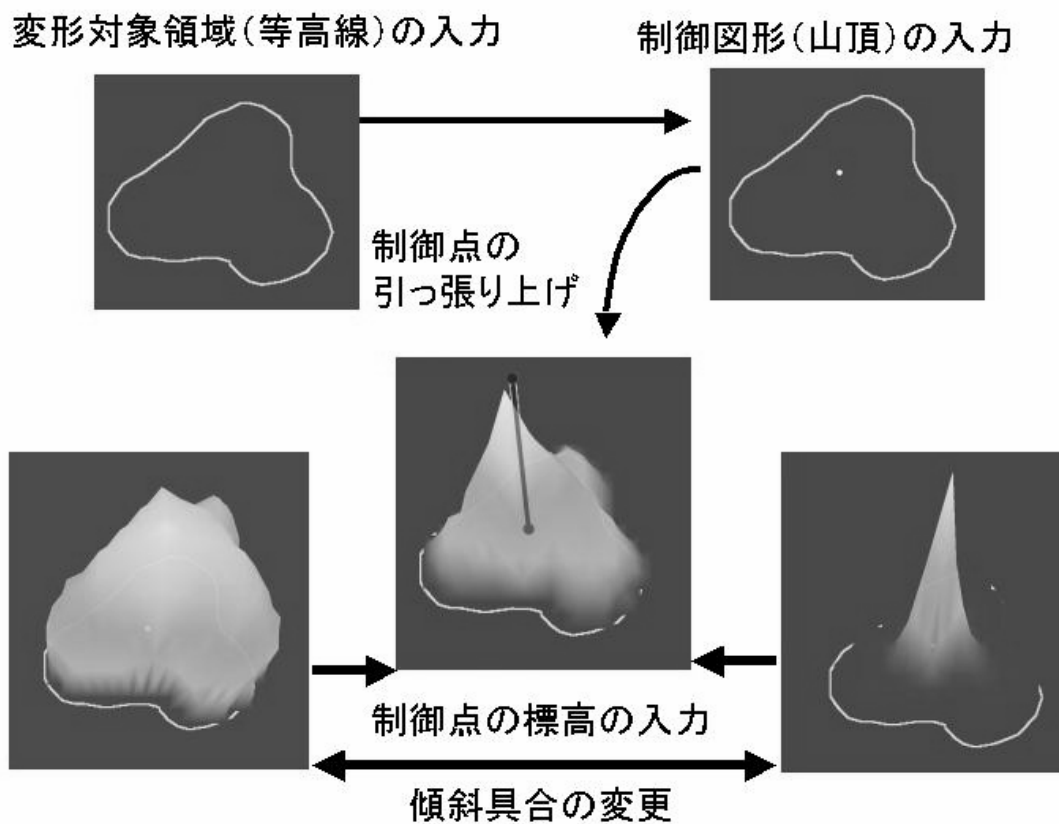 変形対象領域(等高線)の入力
制御図形(山頂)の入力
制御点の
引っ張り上げ
制御点の標高の入力
傾斜具合の変更